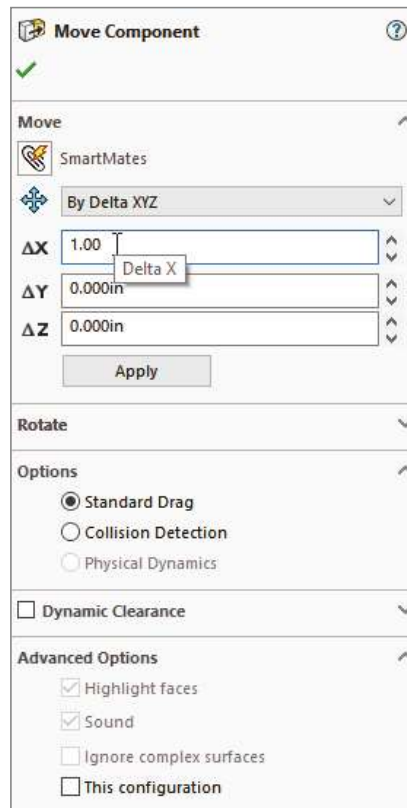 Move Component
?
Move
SmartMates
By Delta XYZ
ΔX 1.00
Delta X
ΔY 0.000in
ΔZ 0.000in
Apply
Rotate
Options
Standard Drag
Collision Detection
Physical Dynamics
Dynamic Clearance
Advanced Options
Highlight faces
Sound
Ignore complex surfaces
This configuration